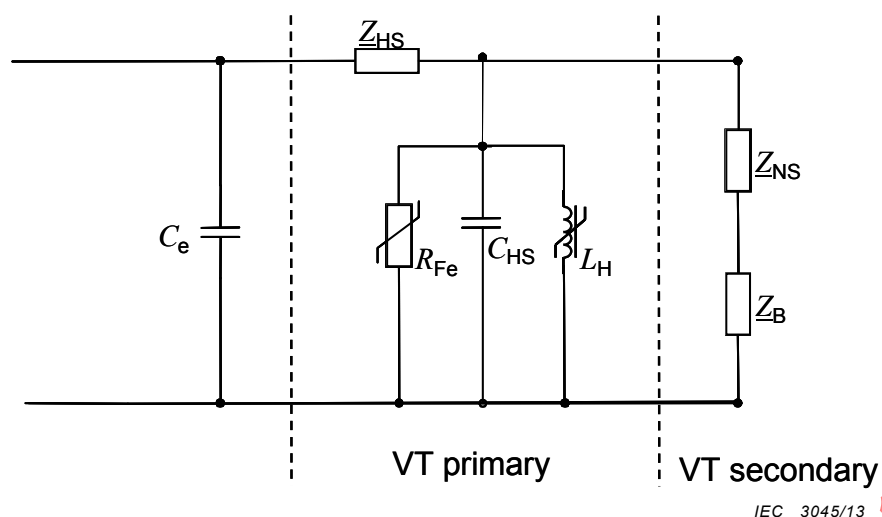 Z_HS
Z_NS
C_e
R_Fe
C_HS
L_H
Z_B
VT primary
VT secondary
IEC 3045/13